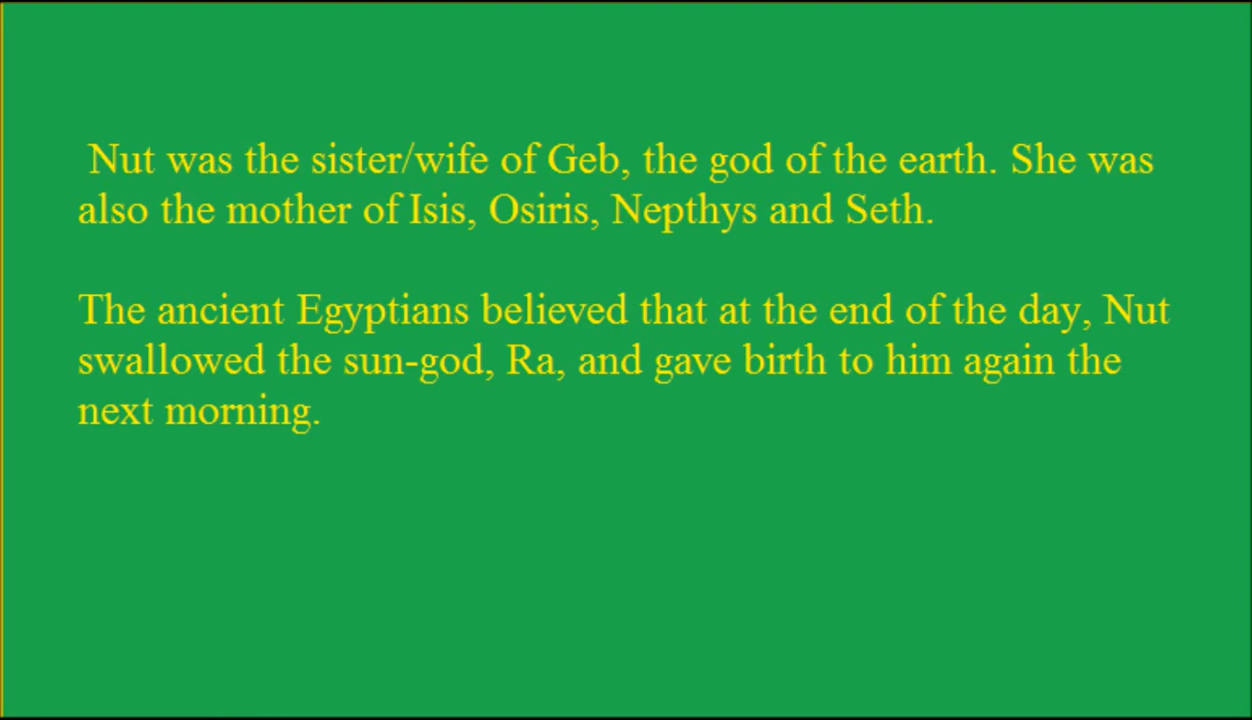 Nut was the sister/wife of Geb, the god of the earth. She was
also the mother of Isis, Osiris, Nepthys and Seth.
The ancient Egyptians believed that at the end of the day, Nut
swallowed the sun-god, Ra, and gave birth to him again the
next morning.